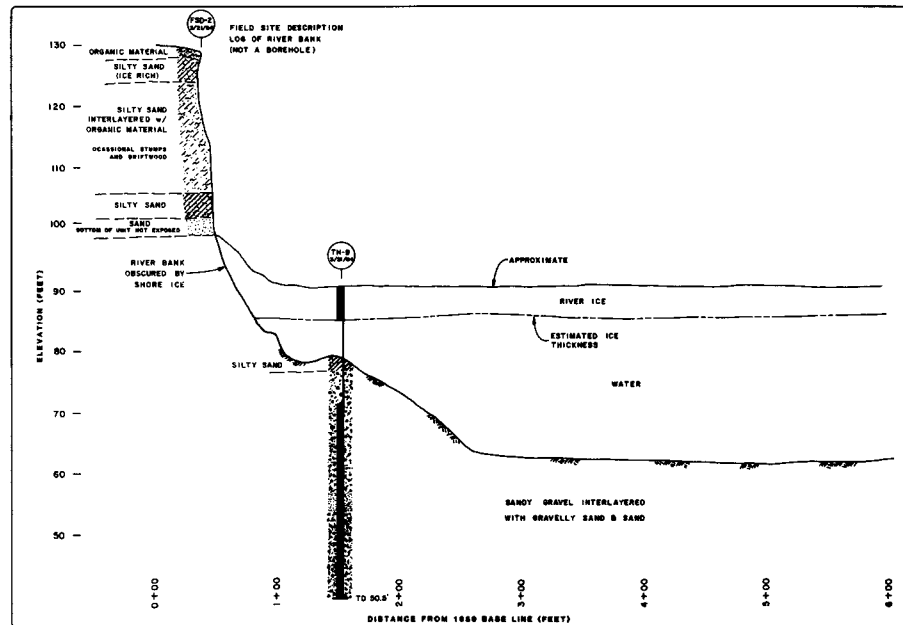 FSD-2
3/21/84
FIELD SITE DESCRIPTION
LOG OF RIVER BANK
(NOT A BOREHOLE)
130
120
110
100
90
80
70
60
50
ELEVATION (FEET)
ORGANIC MATERIAL
SILTY SAND
(ICE RICH)
SILTY SAND
INTERLAYERED w/
ORGANIC MATERIAL
OCASSIONAL STUMPS
AND DRIFTWOOD
SILTY SAND
SAND
BOTTOM OF UNIT NOT EXPOSED
RIVER BANK
OBSCURED BY
SHORE ICE
TH-9
APPROXIMATE
RIVER ICE
ESTIMATED ICE
THICKNESS
SILTY SAND
WATER
SANDY GRAVEL INTERLAYERED
WITH GRAVELLY SAND & SAND
TD 50.5'
0+00
1+00
2+00
3+00
4+00
5+00
6+00
DISTANCE FROM 1989 BASE LINE (FEET)